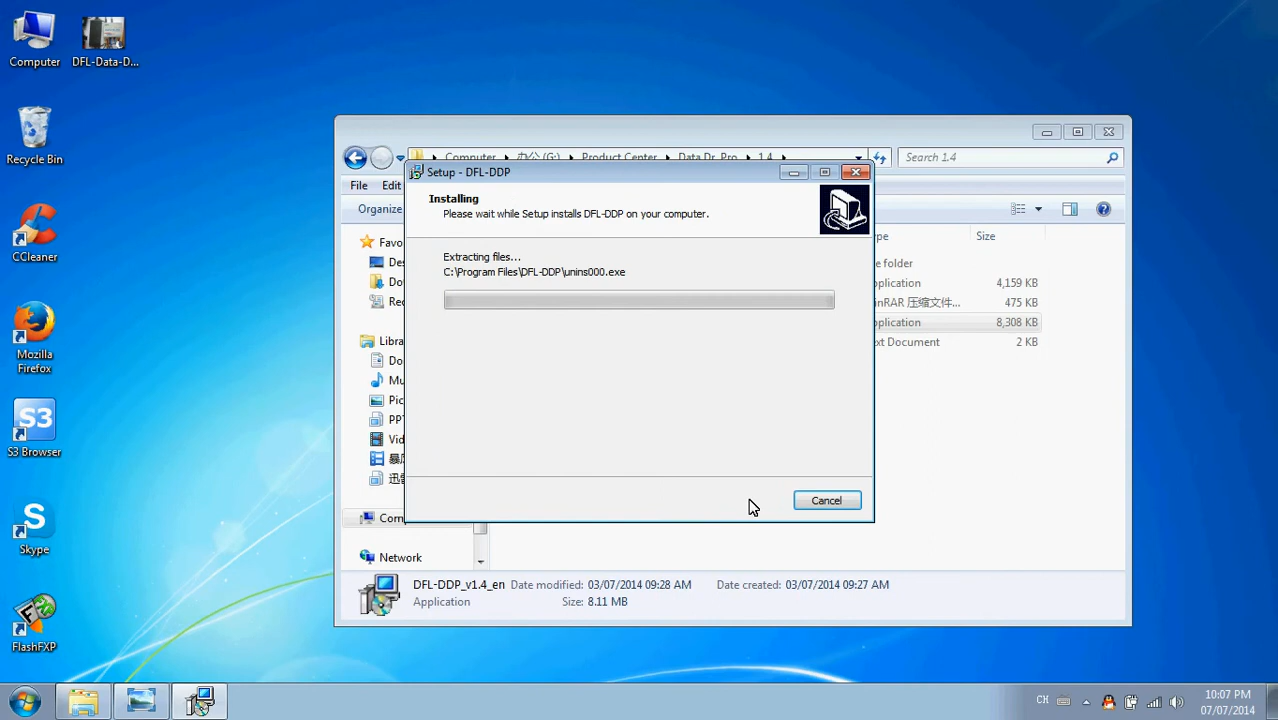 Computer
DFL-Data-D...
Recycle Bin
CCleaner
Mozilla
Firefox
S3
S3 Browser
S
Skype
FlashFXP
Computer
办公 (G:)
Product Center
Data Dr. Pro
1.4
Search 1.4
File
Edit
Organize
Size
e folder
pplication
4,159 KB
inRAR 压缩文件...
475 KB
pplication
8,308 KB
ext Document
2 KB
Favo
Des
Do
Rec
Libra
Do
Mu
Pic
PPT
Vid
Com
Network
Setup - DFL-DDP
Installing
Please wait while Setup installs DFL-DDP on your computer.
Extracting files...
C:\Program Files\DFL-DDP\unins000.exe
Cancel
DFL-DDP_v1.4_en
Date modified: 03/07/2014 09:28 AM
Date created: 03/07/2014 09:27 AM
Application
Size: 8.11 MB
CH
10:07 PM
07/07/2014